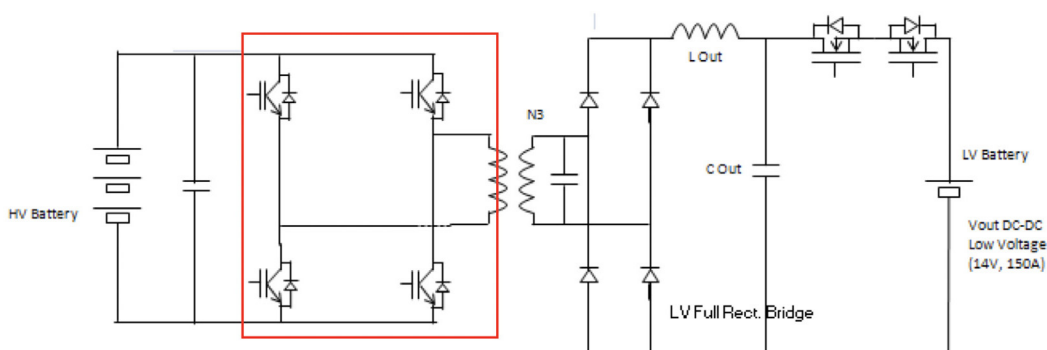 L Out
N3
C Out
LV Battery
HV Battery
Vout DC-DC
Low Voltage
(14V, 150A)
LV Full Rect. Bridge